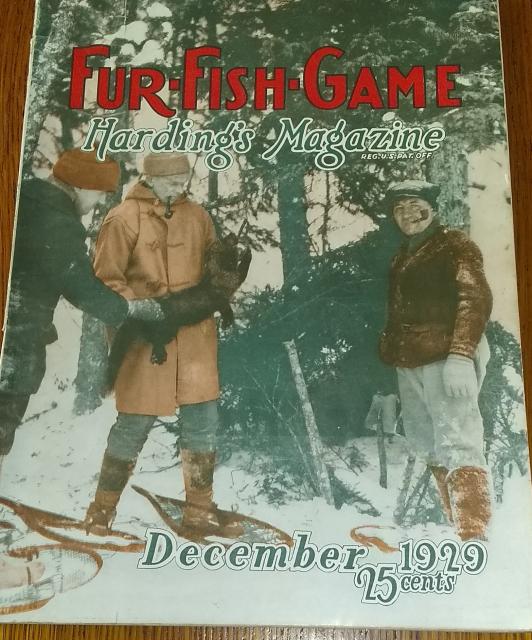 FUR-FISH-GAME
Harding's Magazine
REG. U.S. PAT. OFF.
December 1929
25 cents